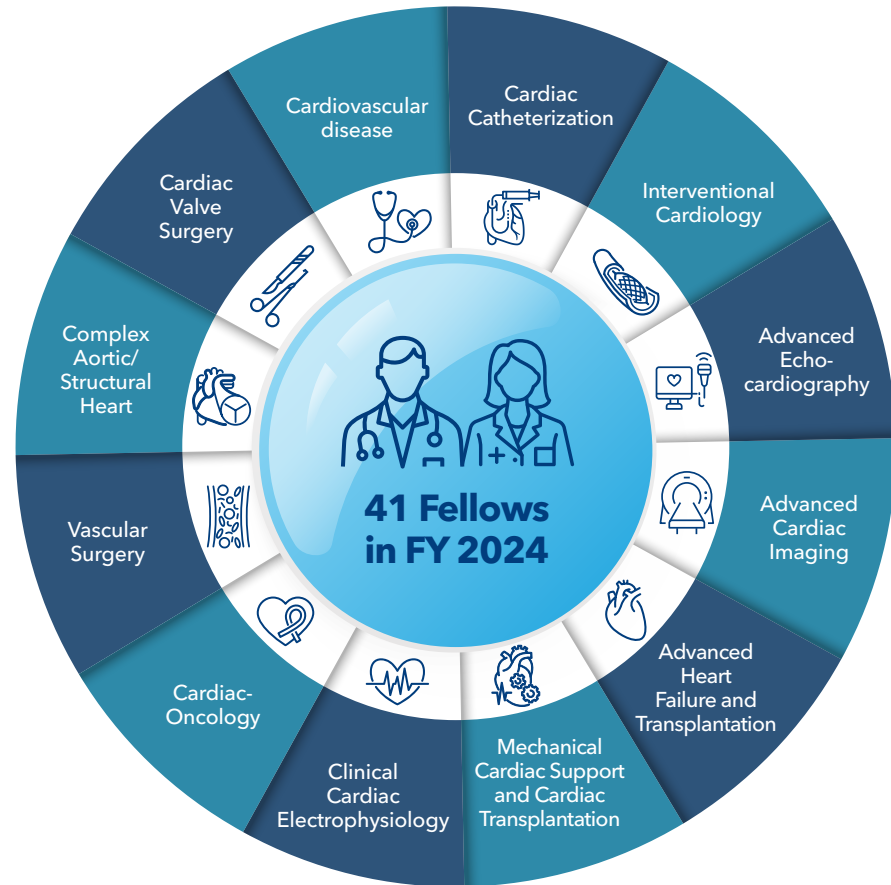 Cardiovascular
disease
Cardiac
Catheterization
Interventional
Cardiology
Advanced
Echo-
cardiography
Advanced
Cardiac
Imaging
Advanced
Heart
Failure and
Transplantation
Mechanical
Cardiac Support
and Cardiac
Transplantation
Clinical
Cardiac
Electrophysiology
Cardiac-
Oncology
Vascular
Surgery
Complex
Aortic/
Structural
Heart
Cardiac
Valve
Surgery
41 Fellows
in FY 2024